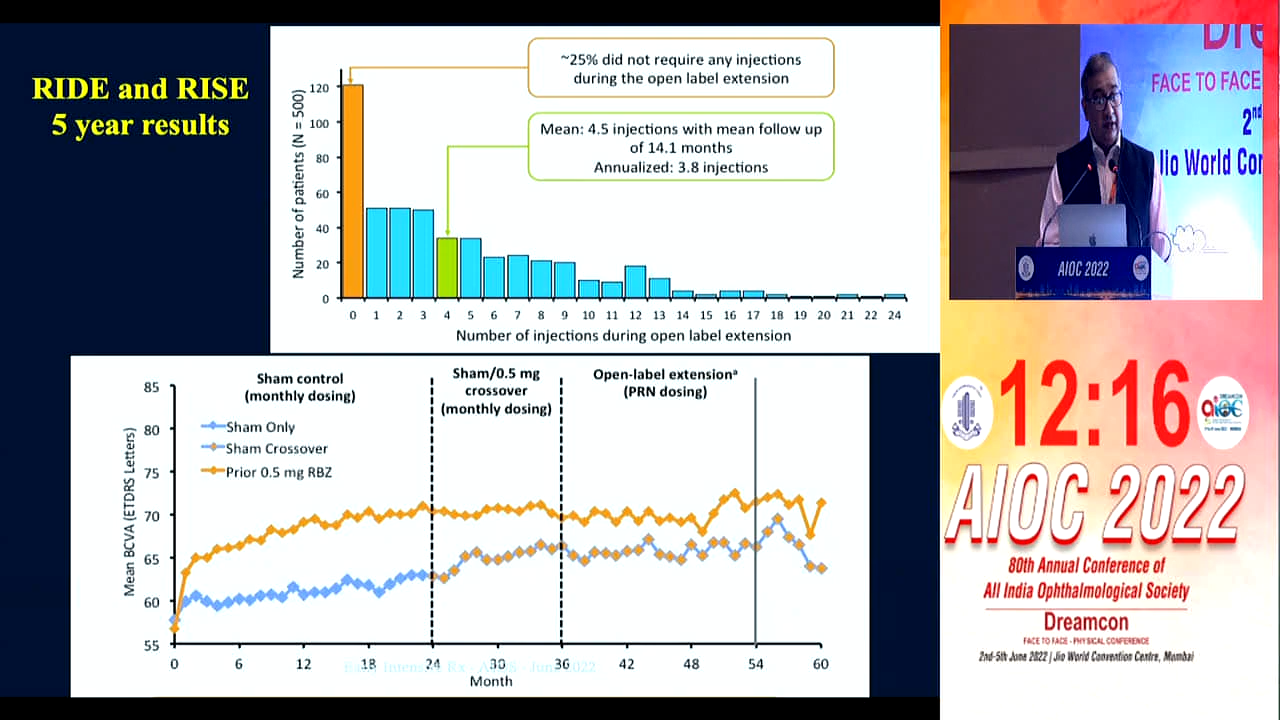 RIDE and RISE
5 year results
~25% did not require any injections
during the open label extension
Mean: 4.5 injections with mean follow up
of 14.1 months
Annualized: 3.8 injections
Number of patients (N = 500)
120
100
80
60
40
20
0
0 1 2 3 4 5 6 7 8 9 10 11 12 13 14 15 16 17 18 19 20 21 22 24
Number of injections during open label extension
Sham control
(monthly dosing)
Sham/0.5 mg
crossover
(monthly dosing)
Open-label extensionᵃ
(PRN dosing)
Sham Only
Sham Crossover
Prior 0.5 mg RBZ
Mean BCVA (ETDRS Letters)
85
80
75
70
65
60
55
0 6 12 18 24 30 36 42 48 54 60
Month
FACE TO FACE
2nd
Jio World Con
AIOC 2022
12:16
AIOC 2022
80th Annual Conference of
All India Ophthalmological Society
Dreamcon
FACE TO FACE - PHYSICAL CONFERENCE
2nd-5th June 2022 | Jio World Convention Centre, Mumbai